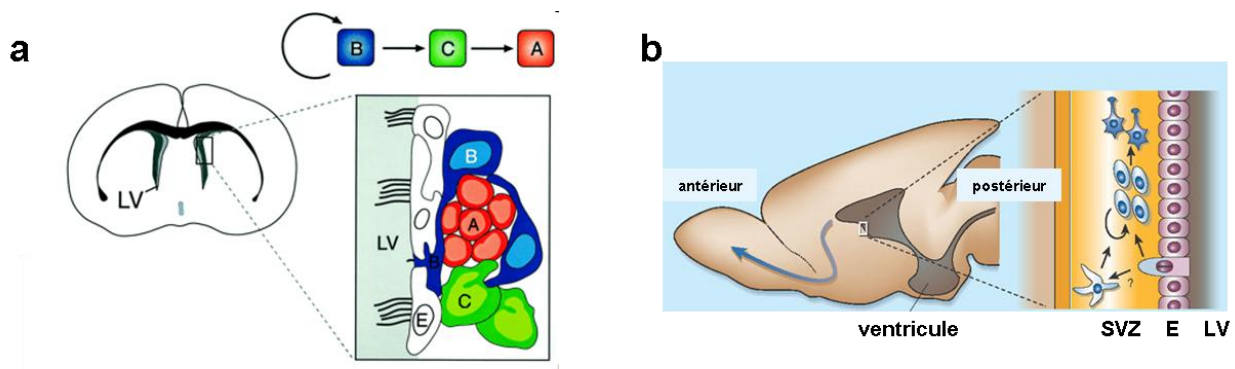 a
B C A
LV
B
A
LV
B
C
E
b
antérieur
postérieur
?
ventricule
SVZ E LV